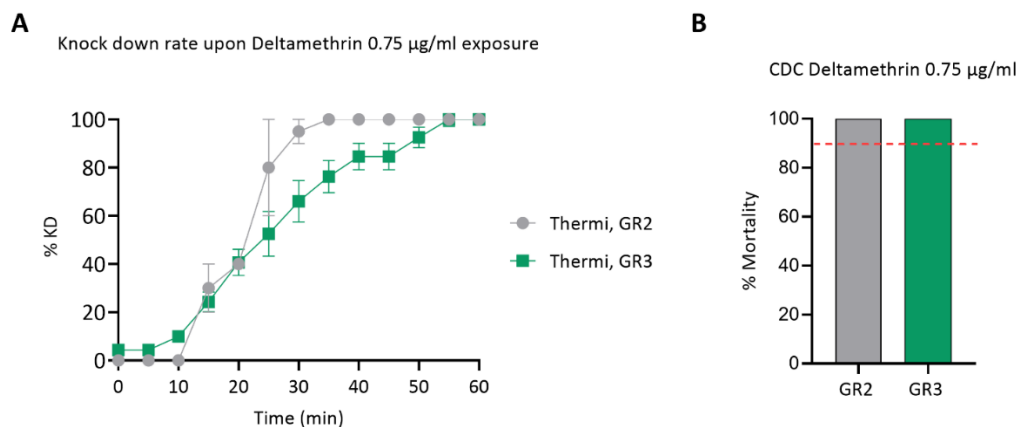 A
Knock down rate upon Deltamethrin 0.75 µg/ml exposure
% KD
100
80
60
40
20
0
0 10 20 30 40 50 60
Time (min)
Thermi, GR2
Thermi, GR3
B
CDC Deltamethrin 0.75 µg/ml
% Mortality
100
80
60
40
20
0
GR2 GR3